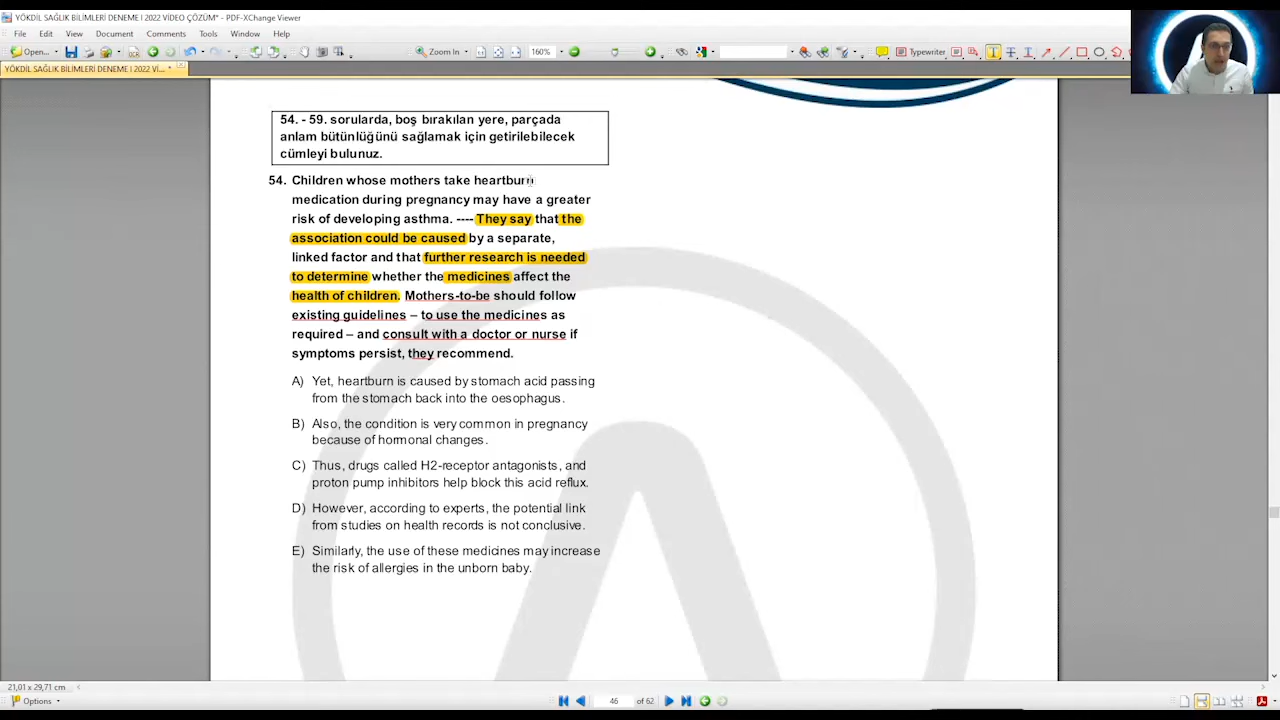 YÖKDİL SAĞLIK BİLİMLERİ DENEME I 2022 VİDEO ÇÖZÜM* - PDF-XChange Viewer
File Edit View Document Comments Tools Window Help
Open... Zoom In 160% Typewriter
YÖKDİL SAĞLIK BİLİMLERİ DENEME I 2022 Vİ... *
54. - 59. sorularda, boş bırakılan yere, parçada
anlam bütünlüğünü sağlamak için getirilebilecek
cümleyi bulunuz.
54. Children whose mothers take heartburn
medication during pregnancy may have a greater
risk of developing asthma. ---- They say that the
association could be caused by a separate,
linked factor and that further research is needed
to determine whether the medicines affect the
health of children. Mothers-to-be should follow
existing guidelines – to use the medicines as
required – and consult with a doctor or nurse if
symptoms persist, they recommend.
A) Yet, heartburn is caused by stomach acid passing
from the stomach back into the oesophagus.
B) Also, the condition is very common in pregnancy
because of hormonal changes.
C) Thus, drugs called H2-receptor antagonists, and
proton pump inhibitors help block this acid reflux.
D) However, according to experts, the potential link
from studies on health records is not conclusive.
E) Similarly, the use of these medicines may increase
the risk of allergies in the unborn baby.
21,01 x 29,71 cm
Options 46 of 62